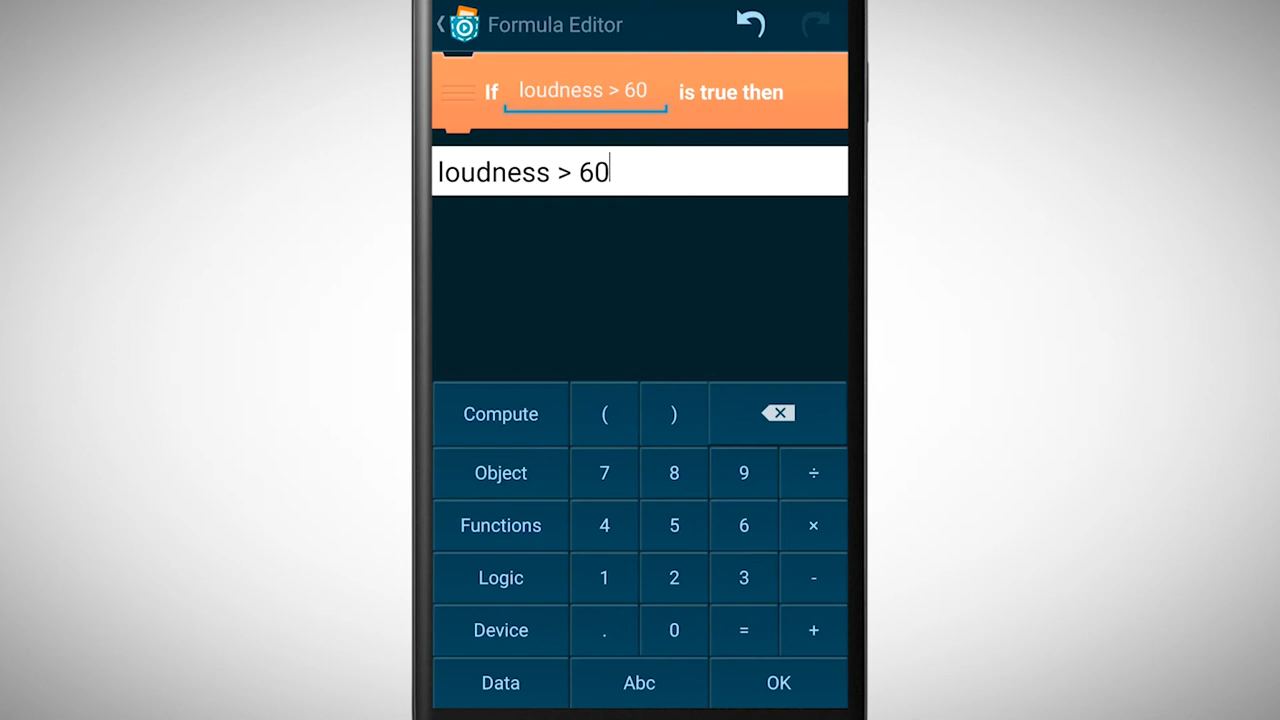 Formula Editor
If loudness > 60 is true then
loudness > 60
Compute ( )
Object 7 8 9 ÷
Functions 4 5 6 ×
Logic 1 2 3 -
Device . 0 = +
Data Abc OK